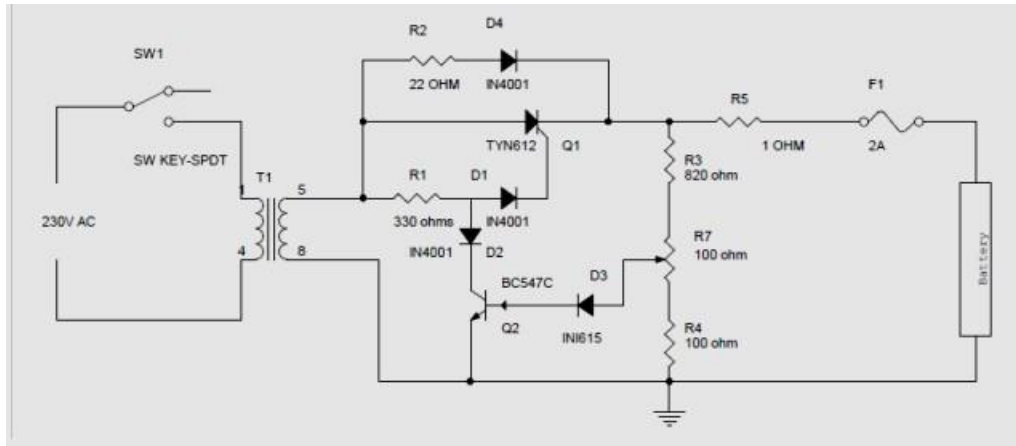 D4
R2
SW1
22 OHM
IN4001
R5
F1
TYN612
Q1
1 OHM
2A
SW KEY-SPDT
R3
820 ohm
T1
R1
D1
1
5
330 ohms
IN4001
230V AC
R7
100 ohm
IN4001
D2
4
8
BC547C
D3
Battery
Q2
INI615
R4
100 ohm